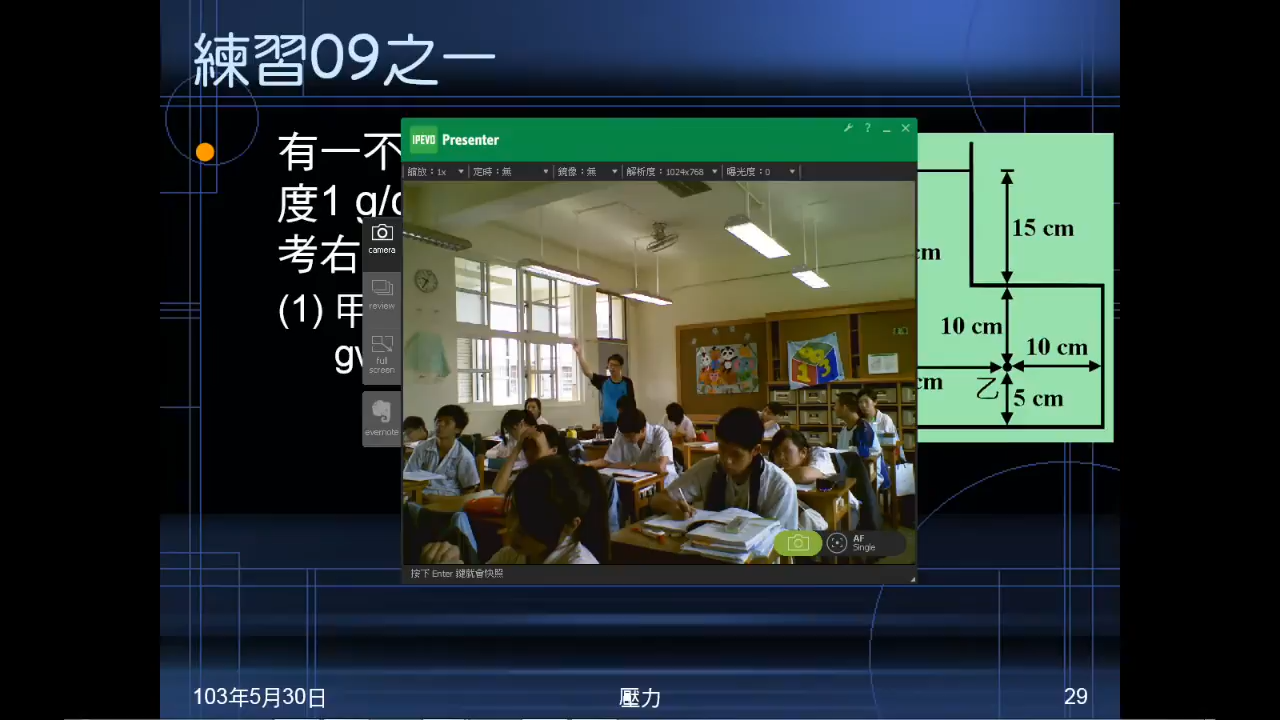 練習09之一
有一不
度1 g/c
考右
(1) 甲
gw
IPEVO Presenter
縮放：1x
定時：無
鏡像：無
解析度：1024x768
曝光度：0
camera
review
full
screen
evernote
AF
Single
按下 Enter 鍵就會快照
cm
15 cm
10 cm
10 cm
cm
乙
5 cm
103年5月30日
壓力
29